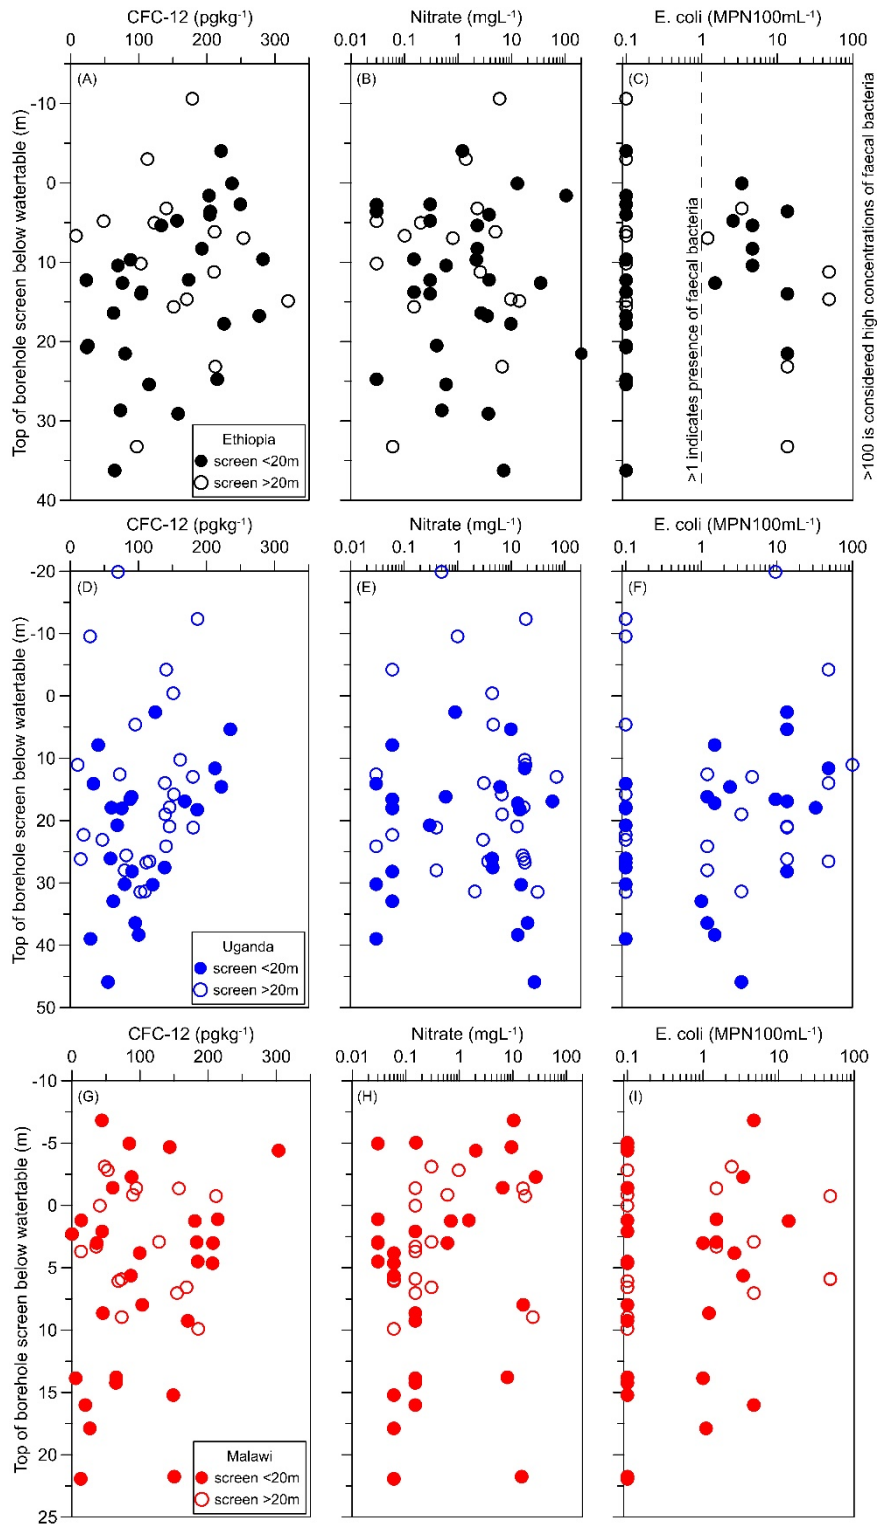 CFC-12 (pgkg-1) Nitrate (mgL-1) E. coli (MPN100mL-1)
0 100 200 300 0.01 0.1 1 10 100 0.1 1 10 100
(A) (B) (C)
Top of borehole screen below watertable (m)
-10
0
10
20
30
40
>1 indicates presence of faecal bacteria
>100 is considered high concentrations of faecal bacteria
Ethiopia
screen <20m
screen >20m
CFC-12 (pgkg-1) Nitrate (mgL-1) E. coli (MPN100mL-1)
0 100 200 300 0.01 0.1 1 10 100 0.1 1 10 100
(D) (E) (F)
Top of borehole screen below watertable (m)
-20
-10
0
10
20
30
40
50
Uganda
screen <20m
screen >20m
CFC-12 (pgkg-1) Nitrate (mgL-1) E. coli (MPN100mL-1)
0 100 200 300 0.01 0.1 1 10 100 0.1 1 10 100
(G) (H) (I)
Top of borehole screen below watertable (m)
-10
-5
0
5
10
15
20
25
Malawi
screen <20m
screen >20m